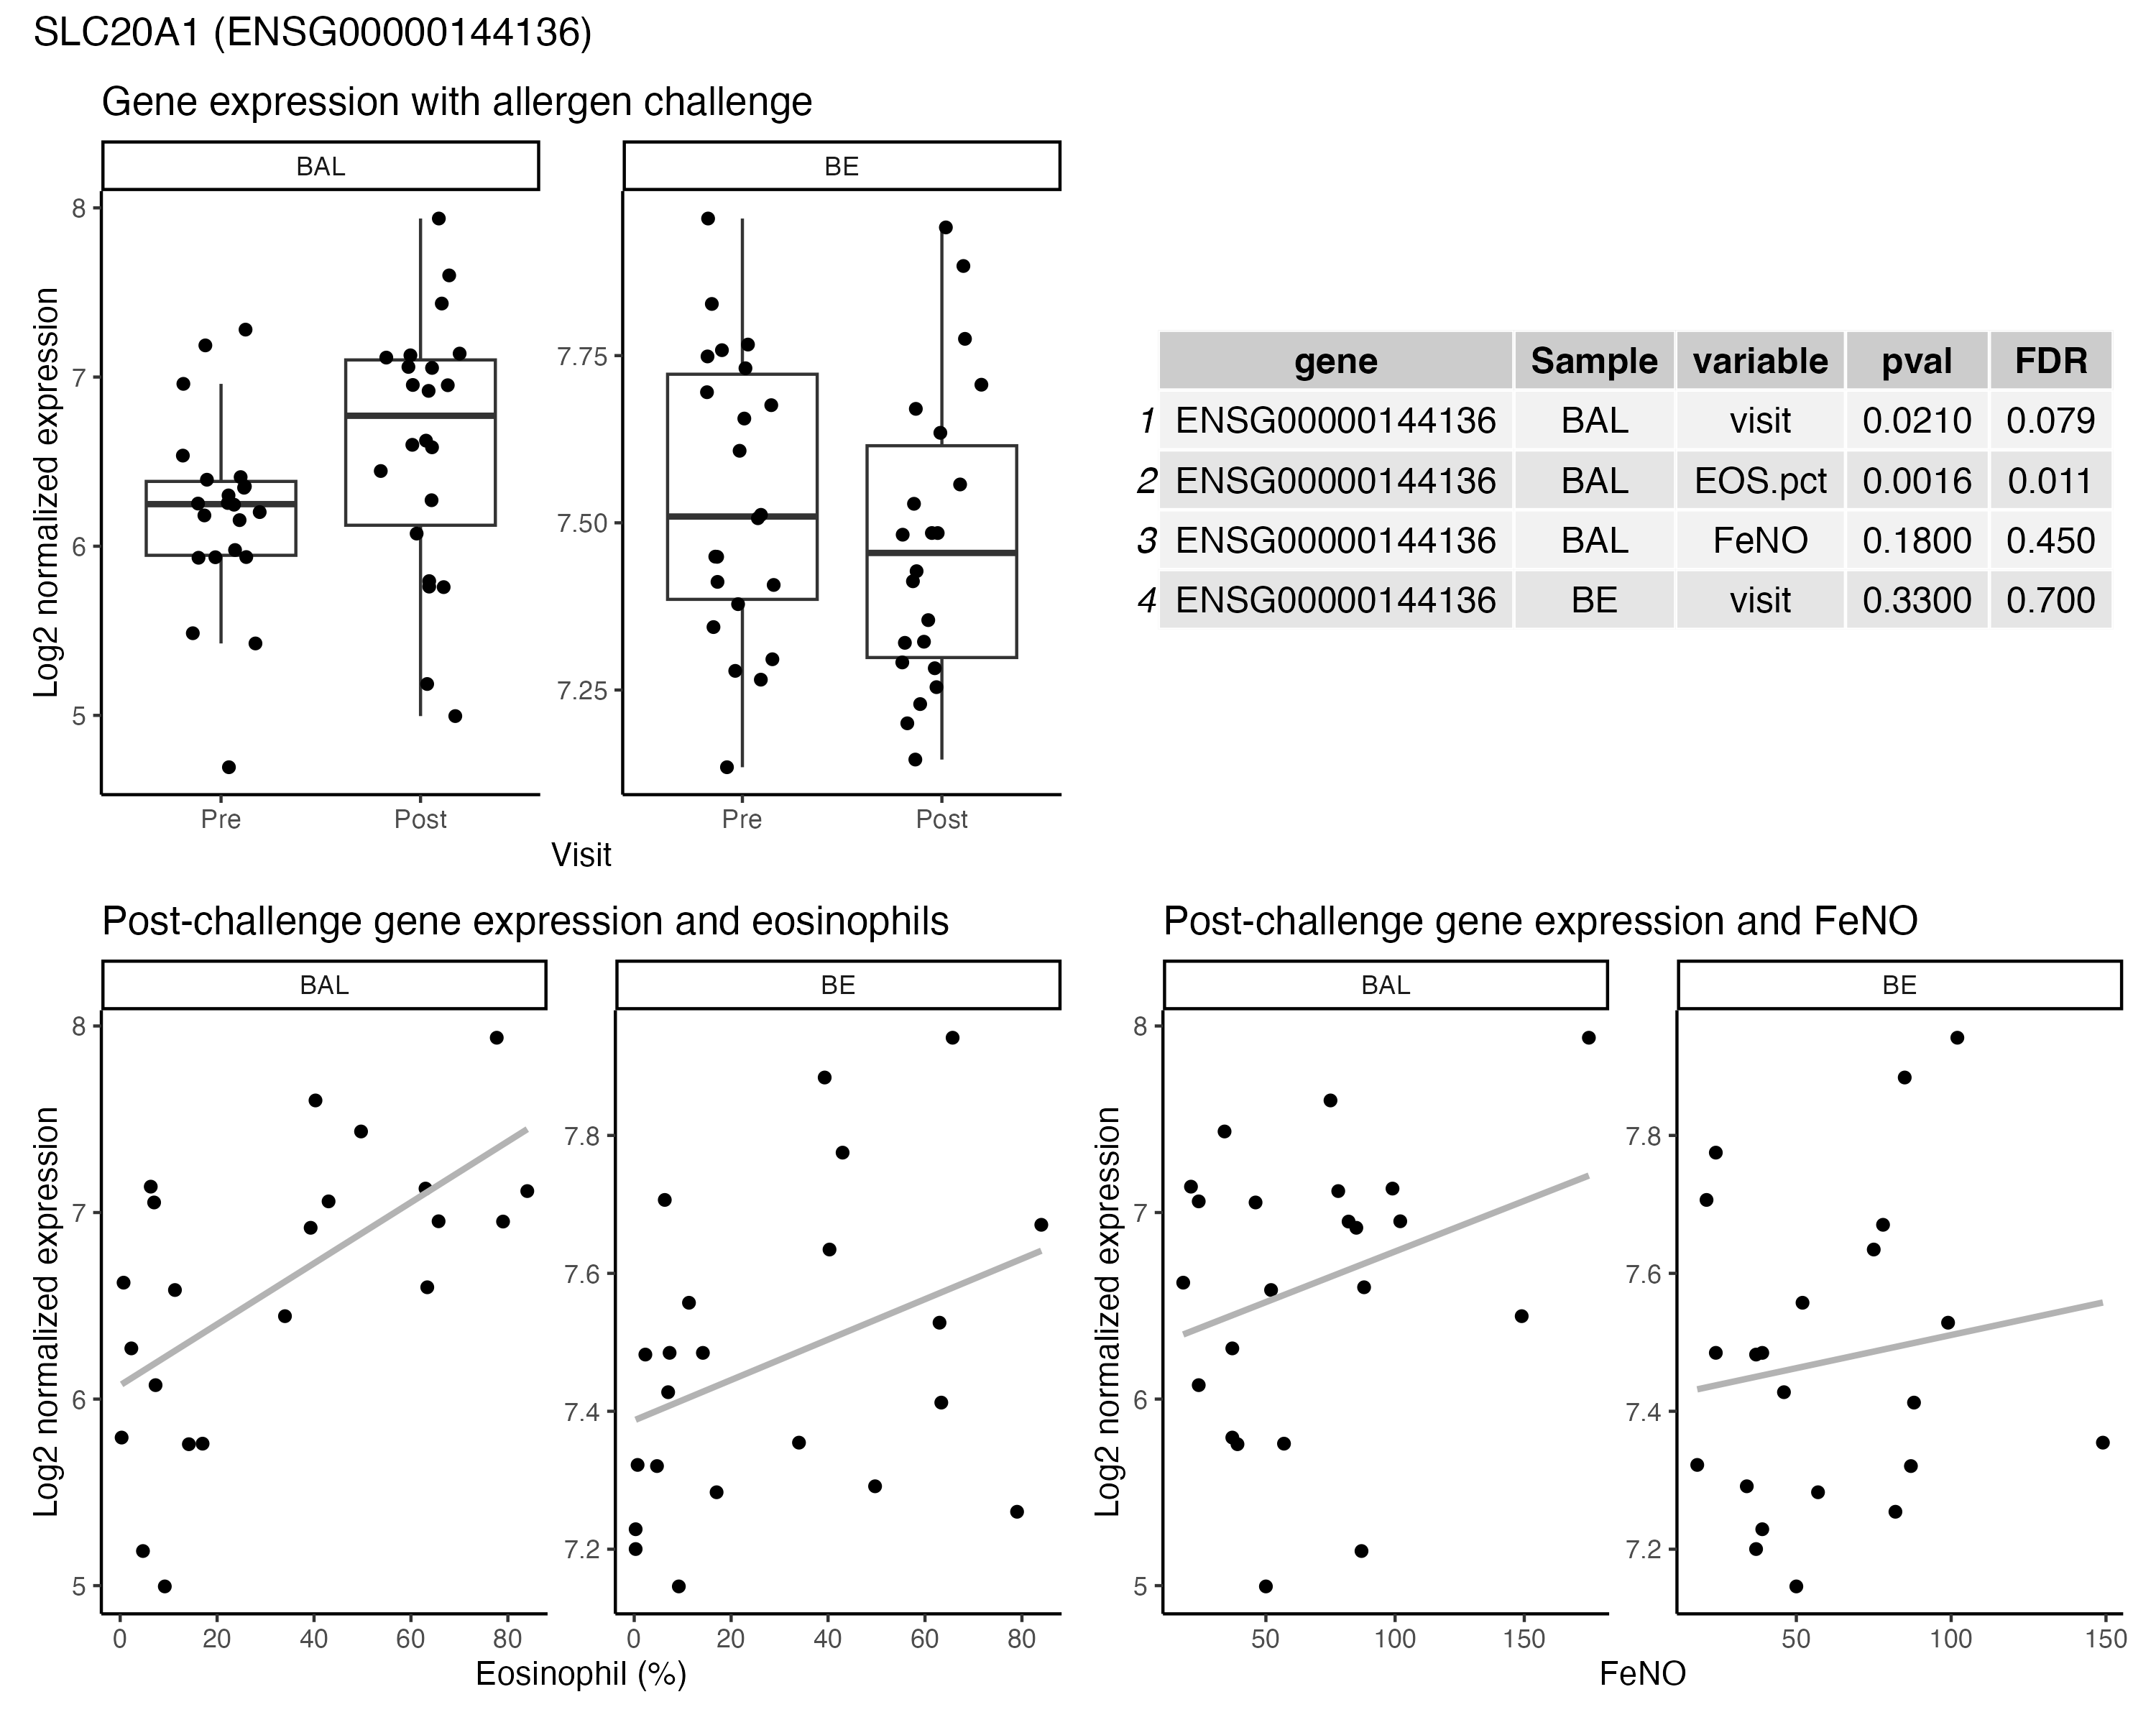 SLC20A1 (ENSG00000144136)
Gene expression with allergen challenge
BAL
BE
Log2 normalized expression
8
7
6
5
7.75
7.50
7.25
Pre
Post
Pre
Post
Visit
gene Sample variable pval FDR
1 ENSG00000144136 BAL visit 0.0210 0.079
2 ENSG00000144136 BAL EOS.pct 0.0016 0.011
3 ENSG00000144136 BAL FeNO 0.1800 0.450
4 ENSG00000144136 BE visit 0.3300 0.700
Post-challenge gene expression and eosinophils
BAL
BE
Log2 normalized expression
8
7
6
5
7.8
7.6
7.4
7.2
0 20 40 60 80
0 20 40 60 80
Eosinophil (%)
Post-challenge gene expression and FeNO
BAL
BE
Log2 normalized expression
8
7
6
5
7.8
7.6
7.4
7.2
50 100 150
50 100 150
FeNO